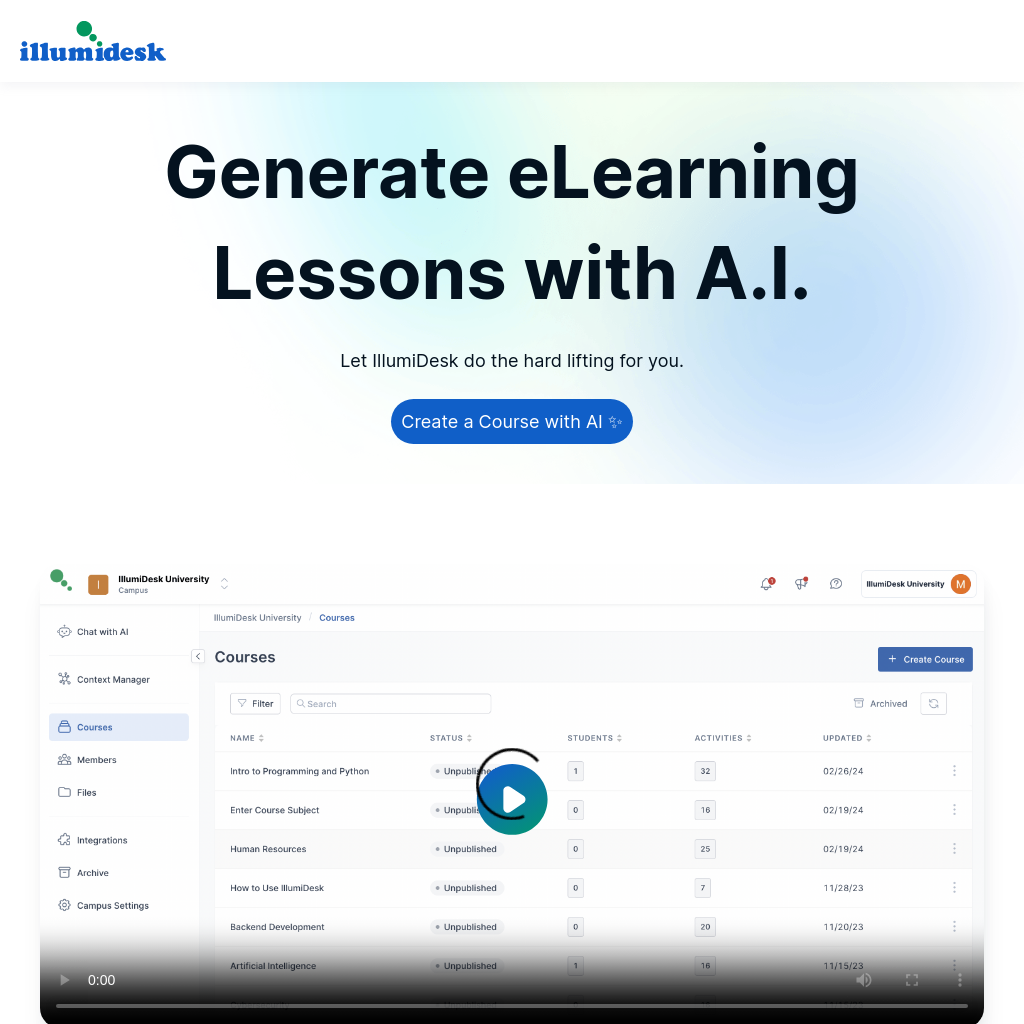 illumidesk
Generate eLearning
Lessons with A.I.
Let IllumiDesk do the hard lifting for you.
Create a Course with AI ✨
I
IllumiDesk University
Campus
1
IllumiDesk University
M
IllumiDesk University / Courses
Chat with AI
Courses
+ Create Course
Context Manager
Filter
Search
Archived
Courses
NAME STATUS STUDENTS ACTIVITIES UPDATED
Members
Intro to Programming and Python Unpublished 1 32 02/26/24
Files
Enter Course Subject 0 16 02/19/24
Integrations
Human Resources Unpublished 0 25 02/19/24
Archive
How to Use IllumiDesk Unpublished 0 7 11/28/23
Campus Settings
Backend Development Unpublished 0 20 11/20/23
Artificial Intelligence Unpublished 1 16 11/15/23
0:00